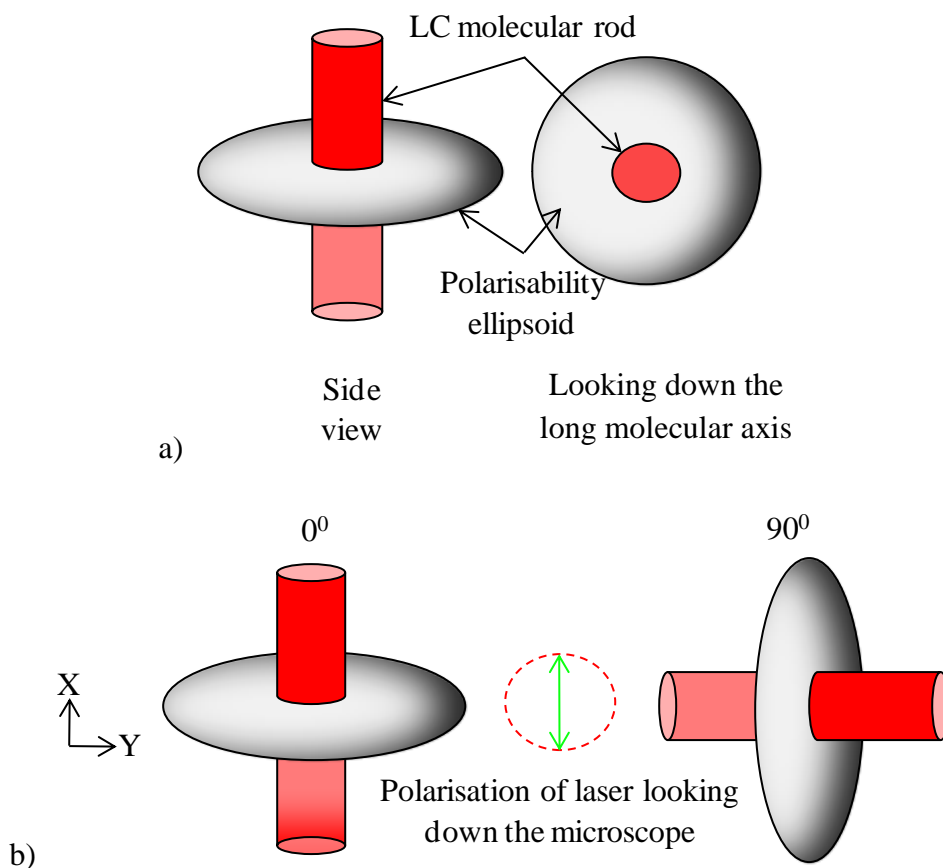 LC molecular rod
Polarisability
ellipsoid
Side
view
Looking down the
long molecular axis
a)
0⁰
90⁰
X
Y
Polarisation of laser looking
down the microscope
b)